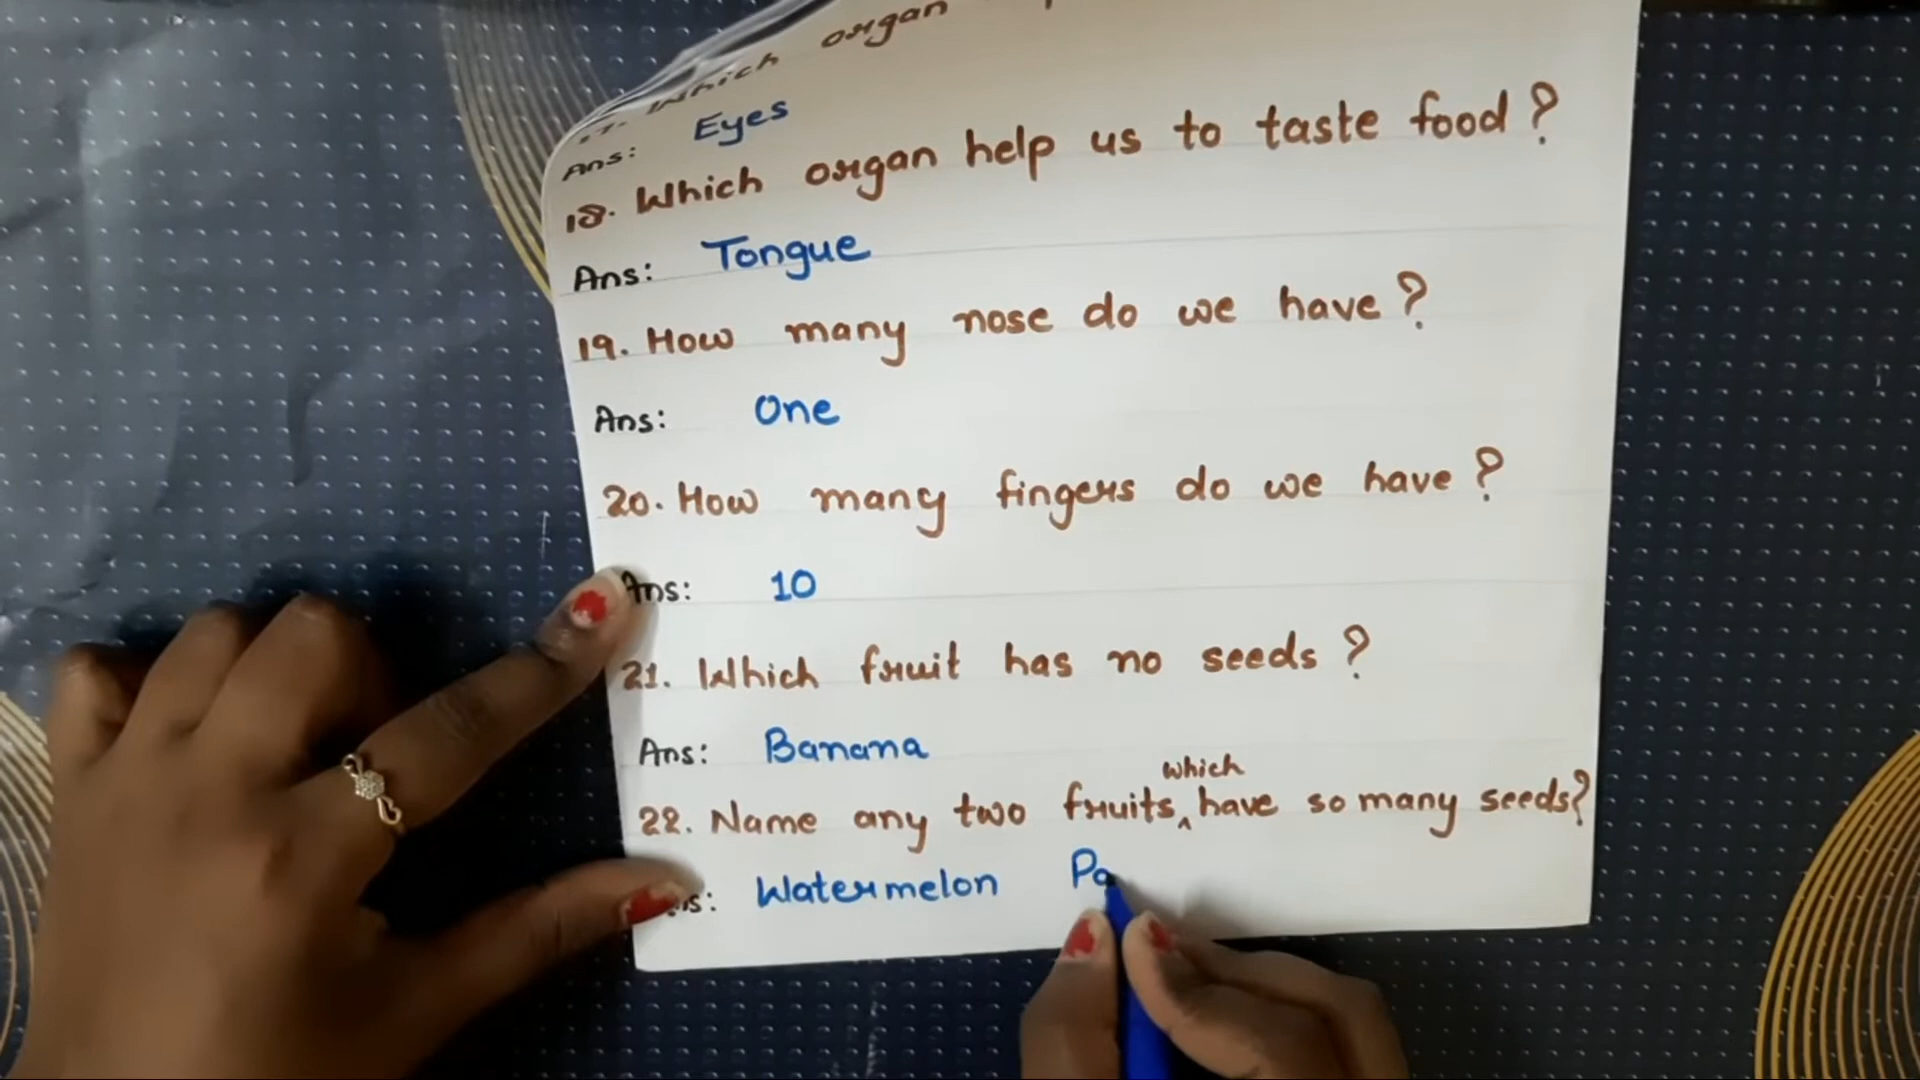 17. Which organ
Ans: Eyes
18. Which organ help us to taste food?
Ans: Tongue
19. How many nose do we have?
Ans: One
20. How many fingers do we have?
Ans: 10
21. Which fruit has no seeds?
Ans: Banana
22. Name any two fruits, which have so many seeds?
Watermelon Pa